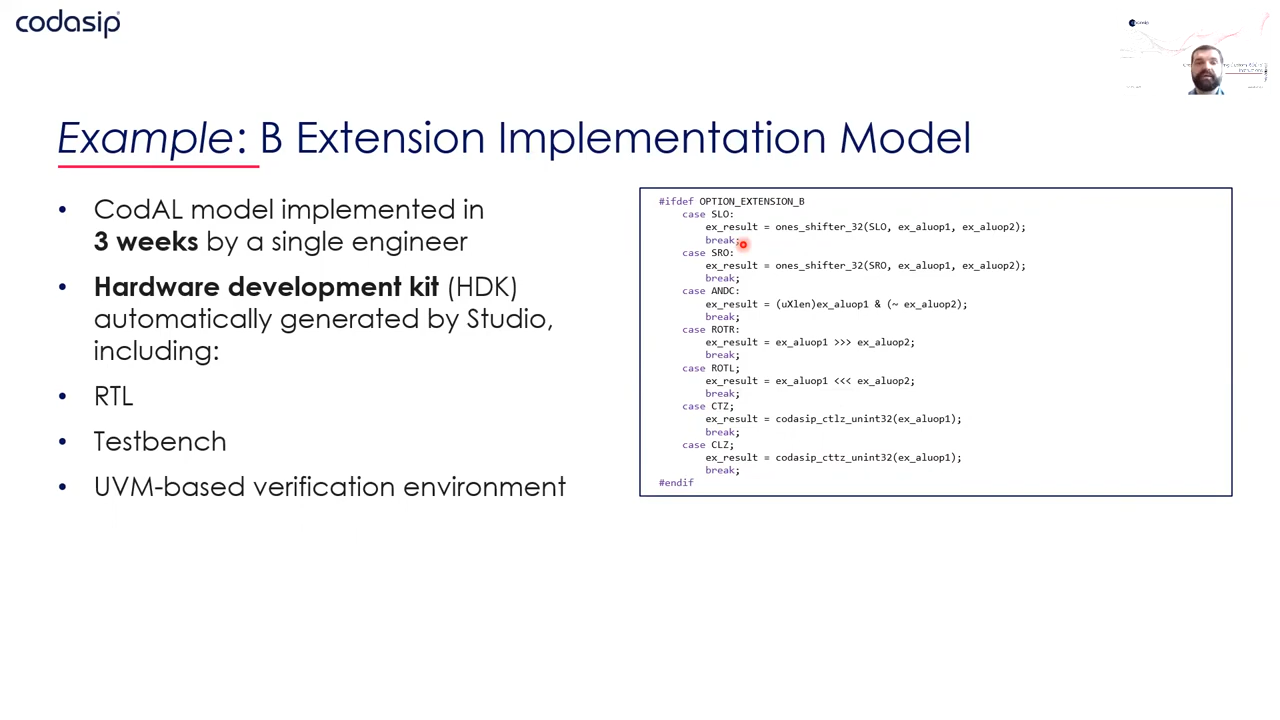 codasip
Example: B Extension Implementation Model
• CodAL model implemented in
3 weeks by a single engineer
• Hardware development kit (HDK)
automatically generated by Studio,
including:
• RTL
• Testbench
• UVM-based verification environment
#ifdef OPTION_EXTENSION_B
case SLO:
ex_result = ones_shifter_32(SLO, ex_aluop1, ex_aluop2);
break;
case SRO:
ex_result = ones_shifter_32(SRO, ex_aluop1, ex_aluop2);
break;
case ANDC:
ex_result = (uXlen)ex_aluop1 & (~ ex_aluop2);
break;
case ROTR:
ex_result = ex_aluop1 >>> ex_aluop2;
break;
case ROTL;
ex_result = ex_aluop1 <<< ex_aluop2;
break;
case CTZ;
ex_result = codasip_ctlz_unint32(ex_aluop1);
break;
case CLZ;
ex_result = codasip_cttz_unint32(ex_aluop1);
break;
#endif